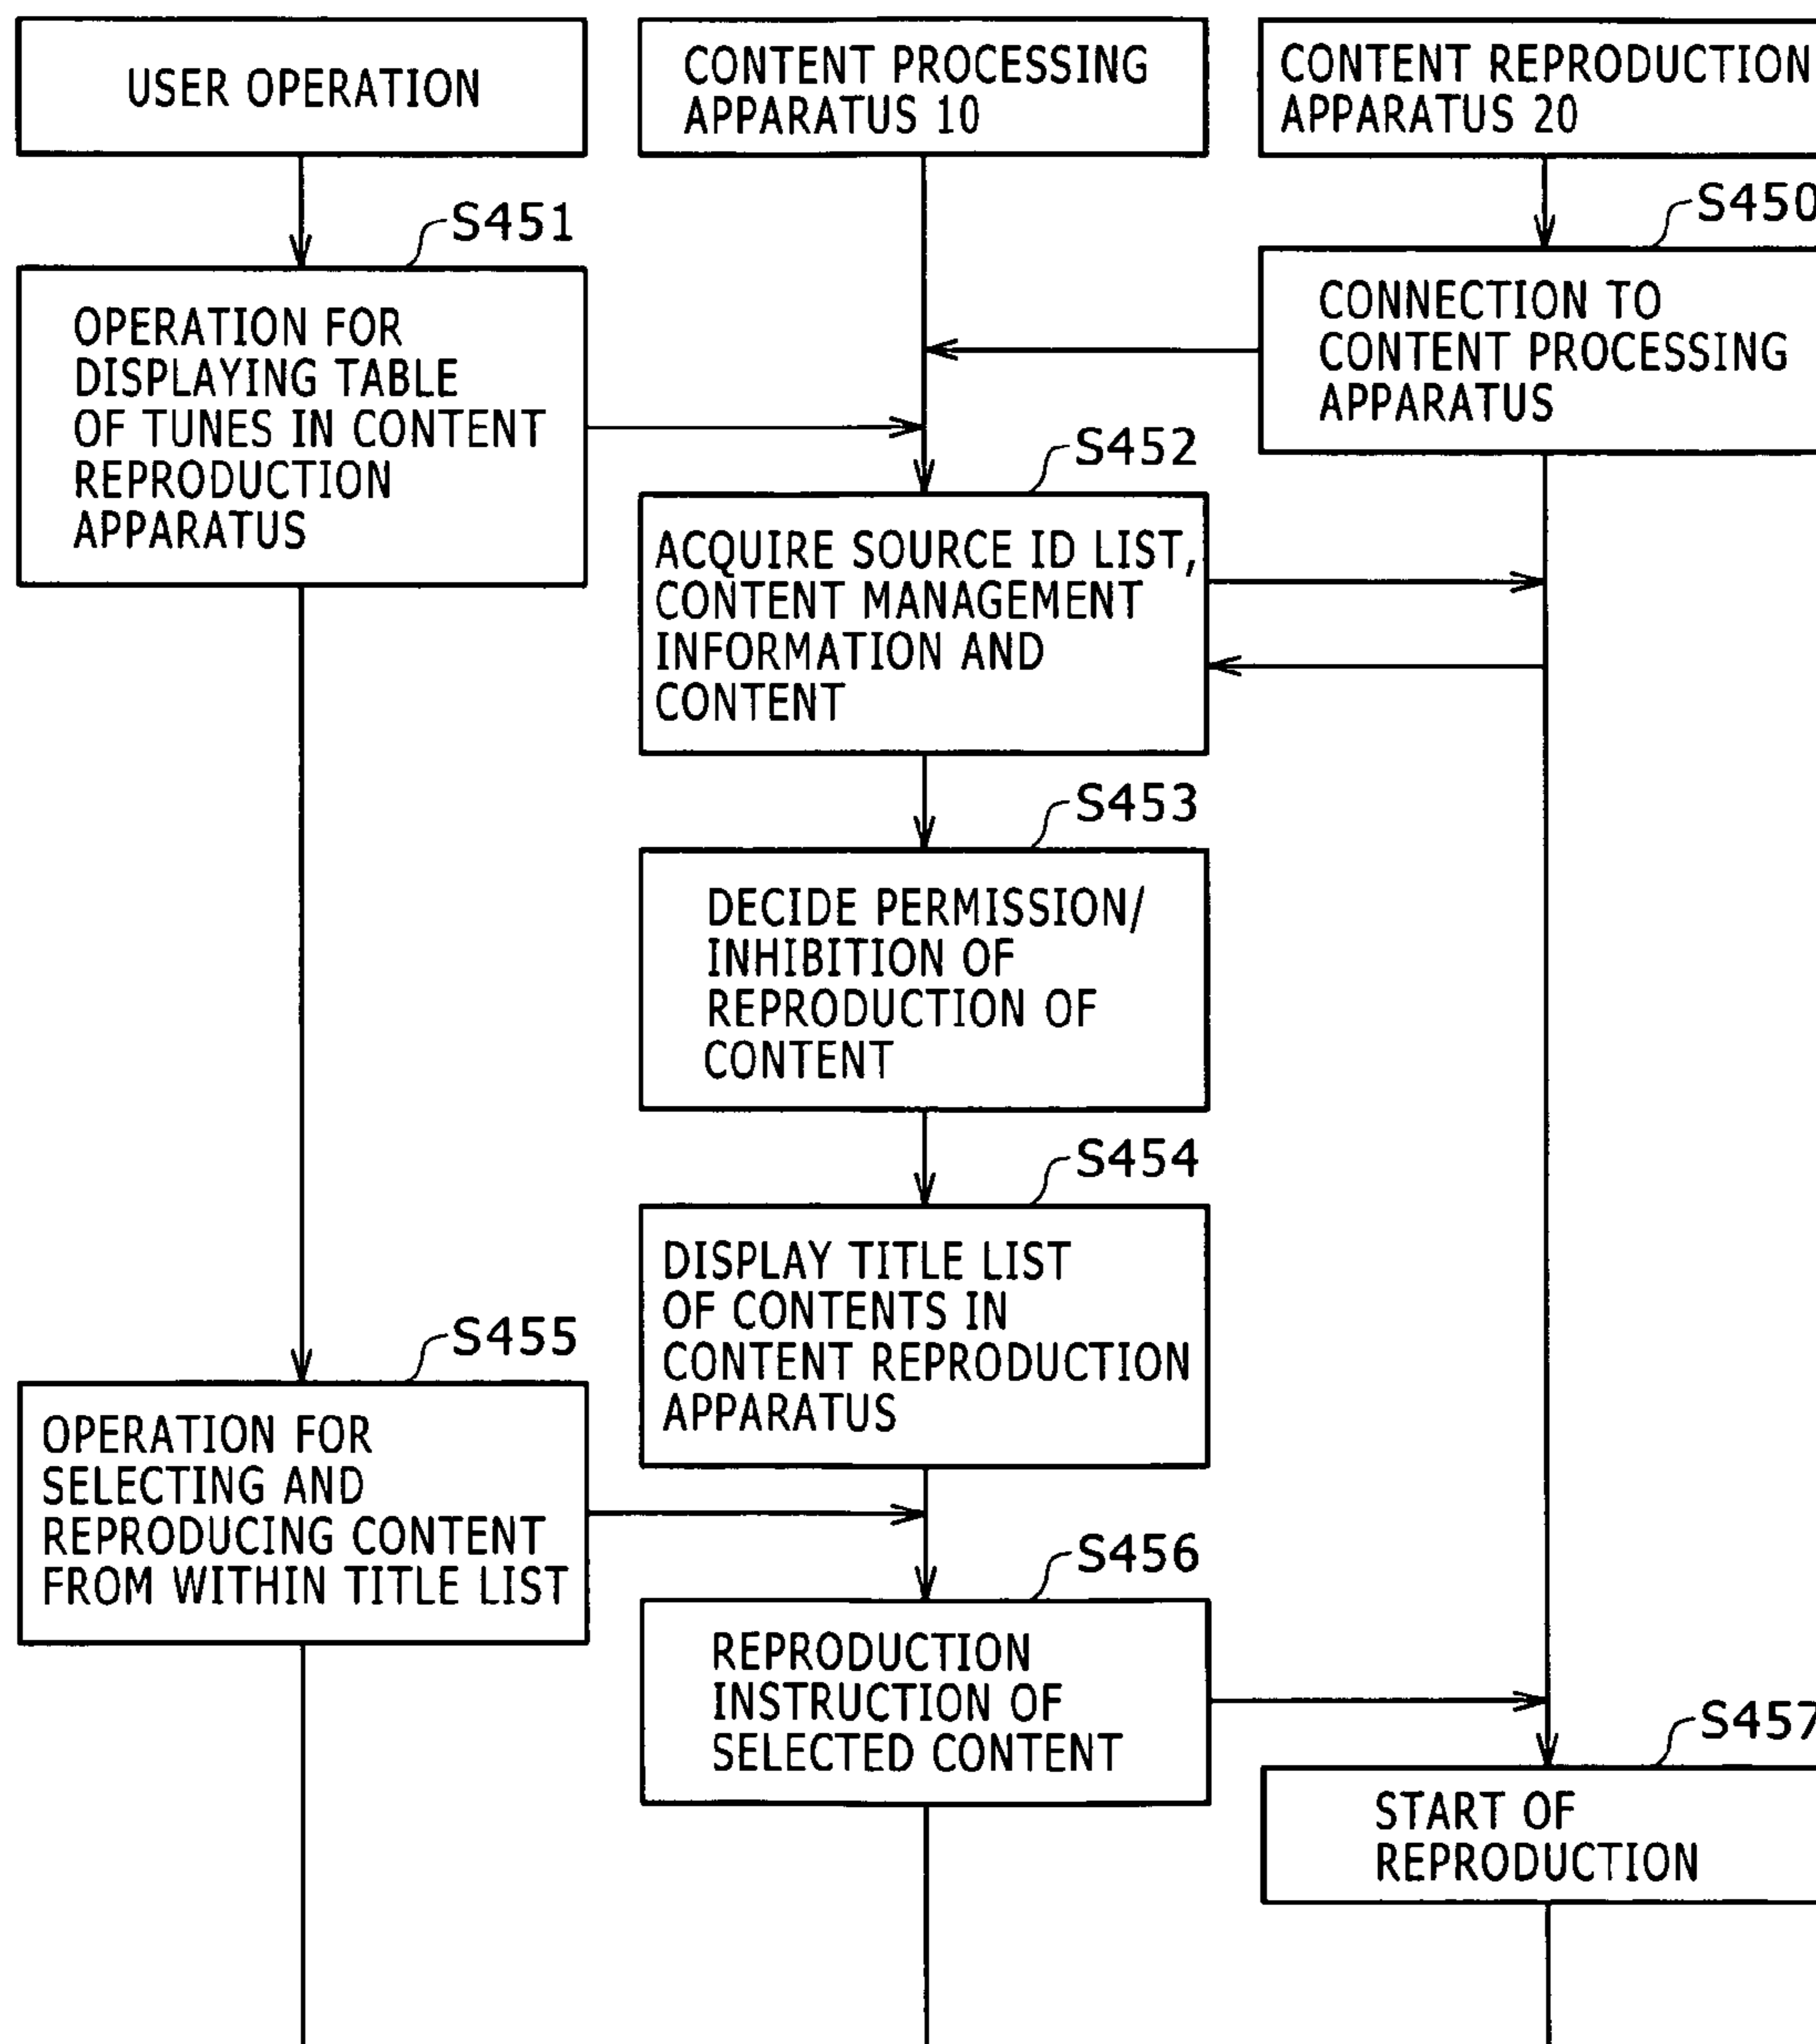 USER OPERATION
CONTENT PROCESSING
APPARATUS 10
CONTENT REPRODUCTION
APPARATUS 20
S451
S450
OPERATION FOR
DISPLAYING TABLE
OF TUNES IN CONTENT
REPRODUCTION
APPARATUS
CONNECTION TO
CONTENT PROCESSING
APPARATUS
S452
ACQUIRE SOURCE ID LIST,
CONTENT MANAGEMENT
INFORMATION AND
CONTENT
S453
DECIDE PERMISSION/
INHIBITION OF
REPRODUCTION OF
CONTENT
S454
DISPLAY TITLE LIST
OF CONTENTS IN
CONTENT REPRODUCTION
APPARATUS
S455
OPERATION FOR
SELECTING AND
REPRODUCING CONTENT
FROM WITHIN TITLE LIST
S456
REPRODUCTION
INSTRUCTION OF
SELECTED CONTENT
S457
START OF
REPRODUCTION